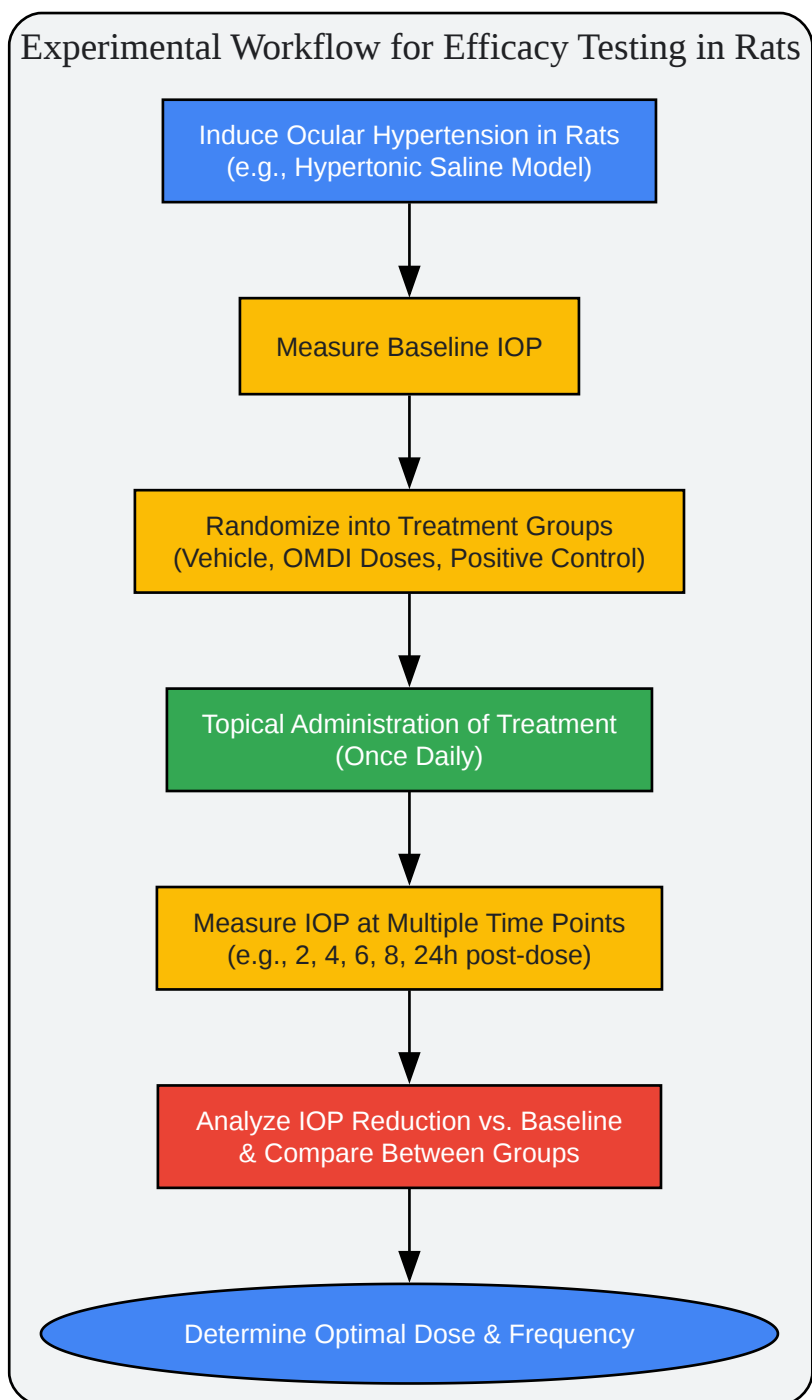 Experimental Workflow for Efficacy Testing in Rats
Induce Ocular Hypertension in Rats
(e.g., Hypertonic Saline Model)
Measure Baseline IOP
Randomize into Treatment Groups
(Vehicle, OMDI Doses, Positive Control)
Topical Administration of Treatment
(Once Daily)
Measure IOP at Multiple Time Points
(e.g., 2, 4, 6, 8, 24h post-dose)
Analyze IOP Reduction vs. Baseline
& Compare Between Groups
Determine Optimal Dose & Frequency